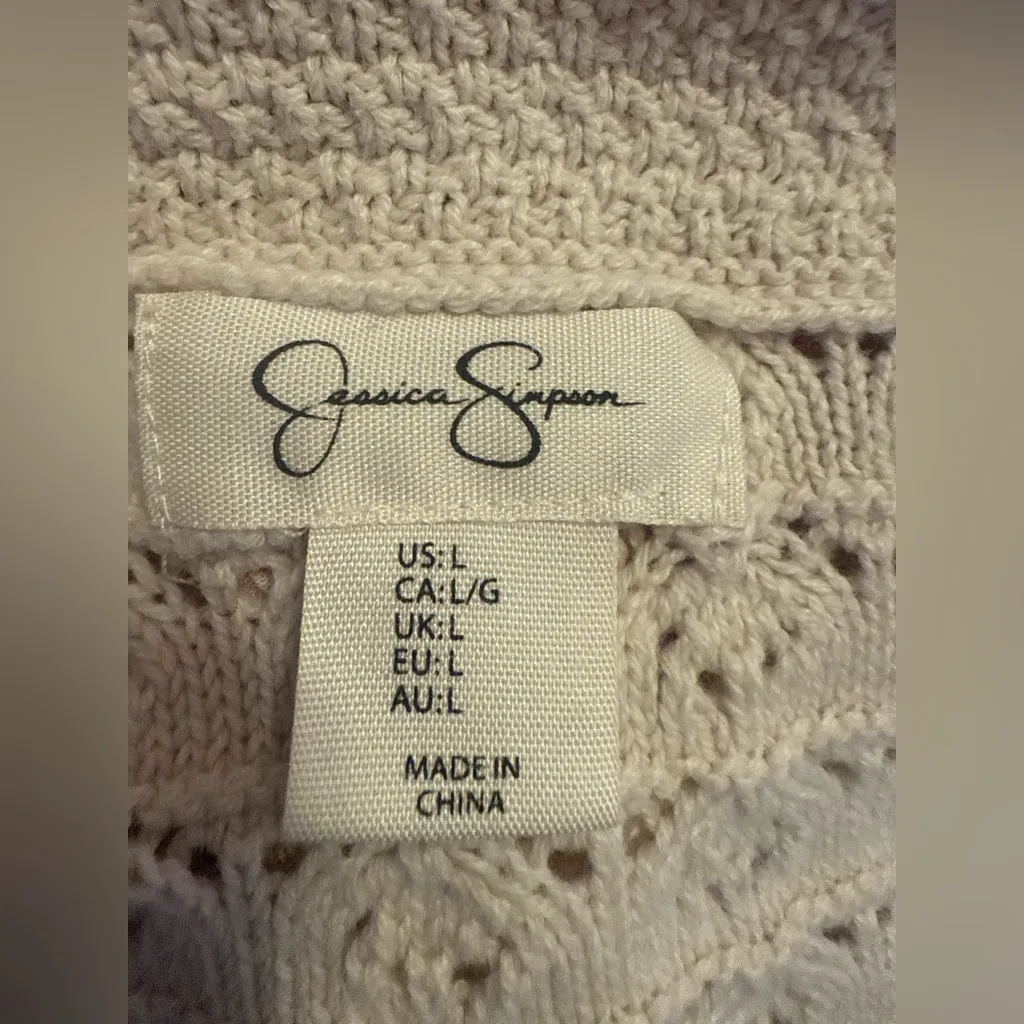 Jessica Simpson
US: L
CA: L/G
UK: L
EU: L
AU: L
MADE IN
CHINA